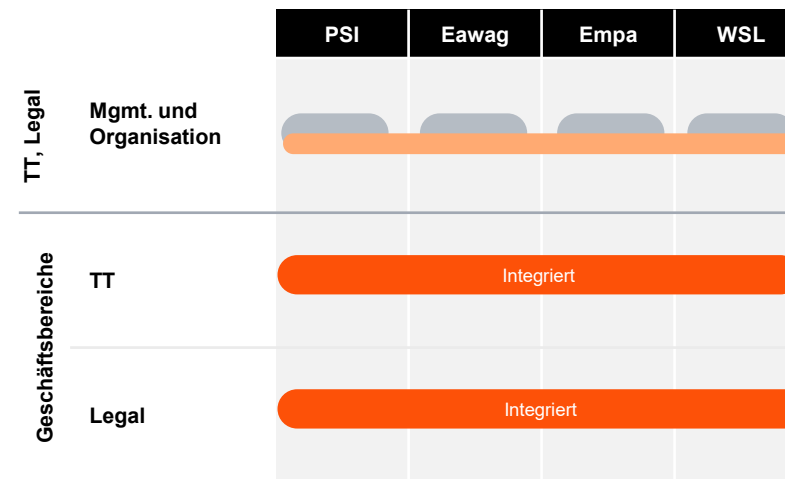 PSI Eawag Empa WSL
TT, Legal
Mgmt. und
Organisation
Geschäftsbereiche
TT
Integriert
Legal
Integriert